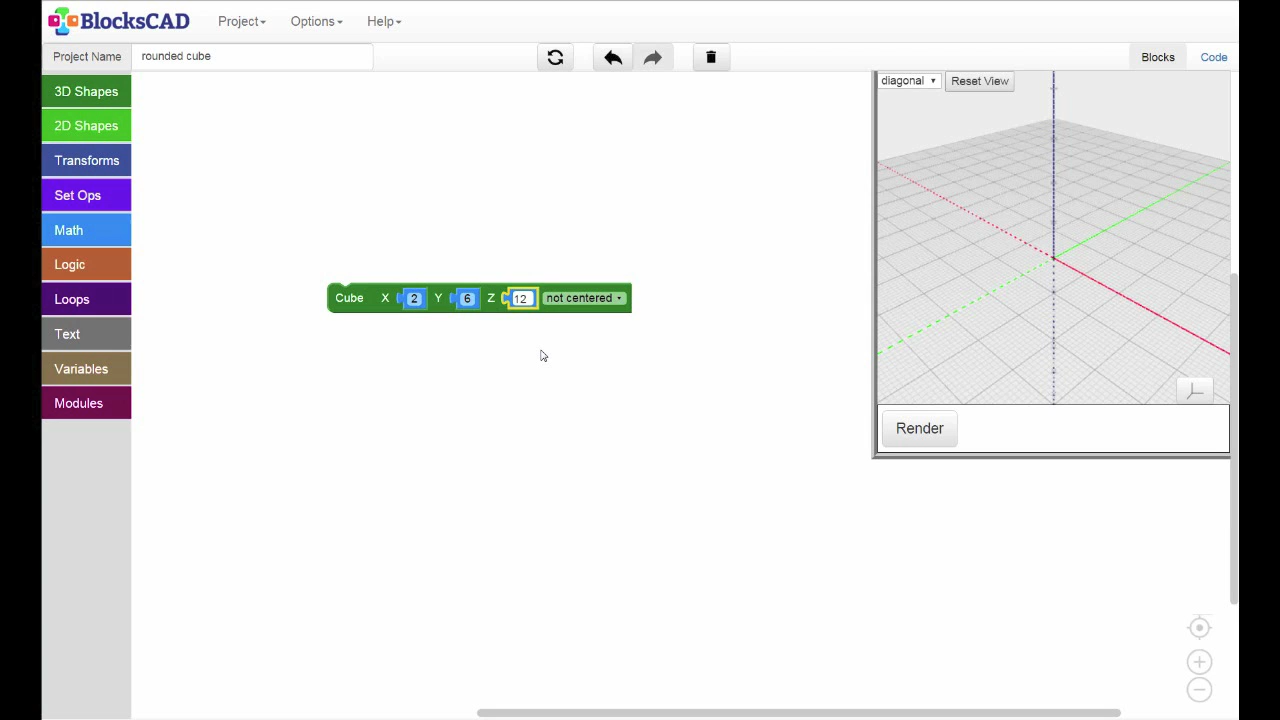 BlocksCAD Project Options Help
Project Name rounded cube Blocks Code
diagonal Reset View
3D Shapes
2D Shapes
Transforms
Set Ops
Math
Logic
Loops
Text
Variables
Modules
Cube X 2 Y 6 Z 12 not centered
Render